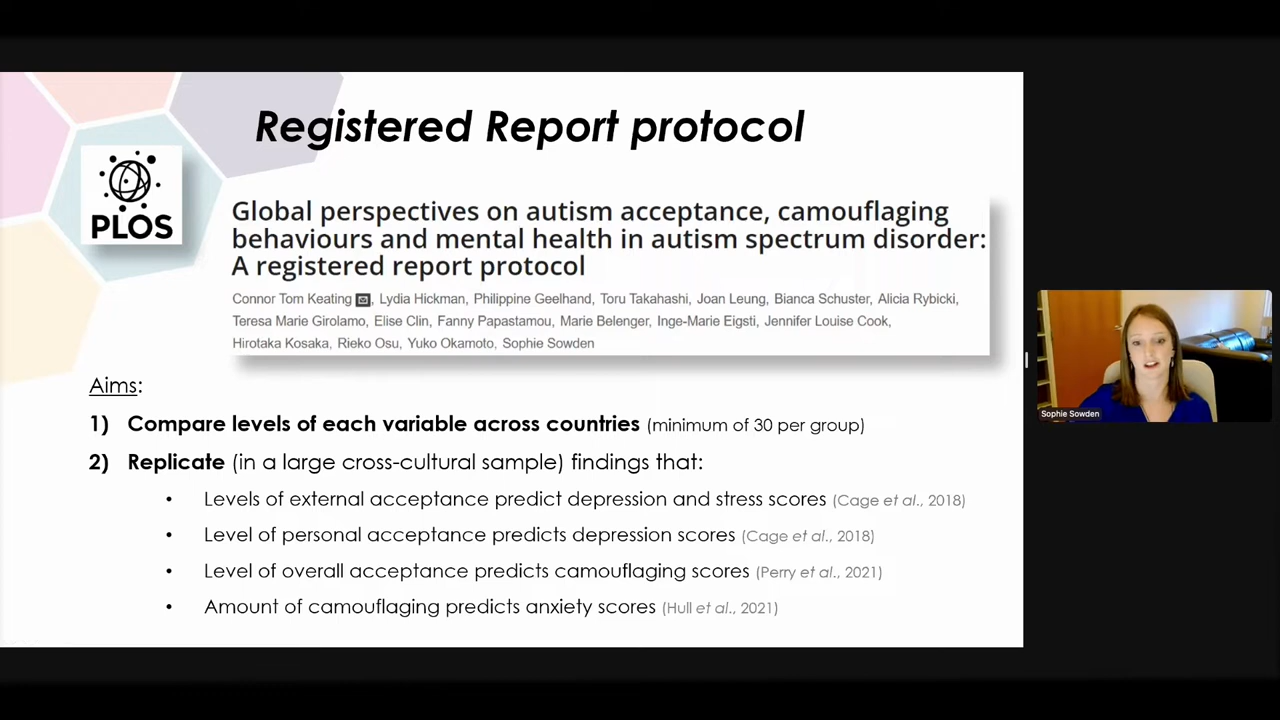 Registered Report protocol
PLOS
Global perspectives on autism acceptance, camouflaging
behaviours and mental health in autism spectrum disorder:
A registered report protocol
Connor Tom Keating, Lydia Hickman, Philippine Geelhand, Toru Takahashi, Joan Leung, Bianca Schuster, Alicia Rybicki,
Teresa Marie Girolamo, Elise Clin, Fanny Papastamou, Marie Belenger, Inge-Marie Eigsti, Jennifer Louise Cook,
Hirotaka Kosaka, Rieko Osu, Yuko Okamoto, Sophie Sowden
Aims:
1) Compare levels of each variable across countries (minimum of 30 per group)
2) Replicate (in a large cross-cultural sample) findings that:
• Levels of external acceptance predict depression and stress scores (Cage et al., 2018)
• Level of personal acceptance predicts depression scores (Cage et al., 2018)
• Level of overall acceptance predicts camouflaging scores (Perry et al., 2021)
• Amount of camouflaging predicts anxiety scores (Hull et al., 2021)
Sophie Sowden